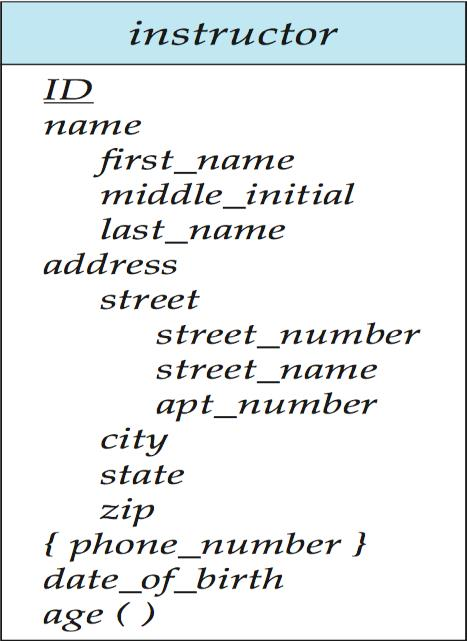 instructor
ID
name
first_name
middle_initial
last_name
address
street
street_number
street_name
apt_number
city
state
zip
{ phone_number }
date_of_birth
age ( )